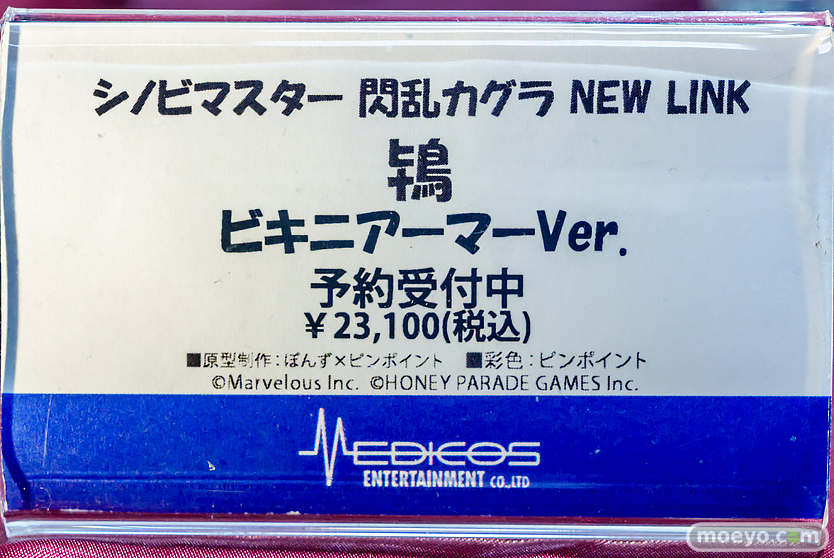 シノビマスター 閃乱カグラ NEW LINK
鴇
ビキニアーマーVer.
予約受付中
¥23,100(税込)
■原型制作:ぼんず×ピンポイント ■彩色:ピンポイント
©Marvelous Inc. ©HONEY PARADE GAMES Inc.
MEDICOS
ENTERTAINMENT CO.,LTD
moeyo.com